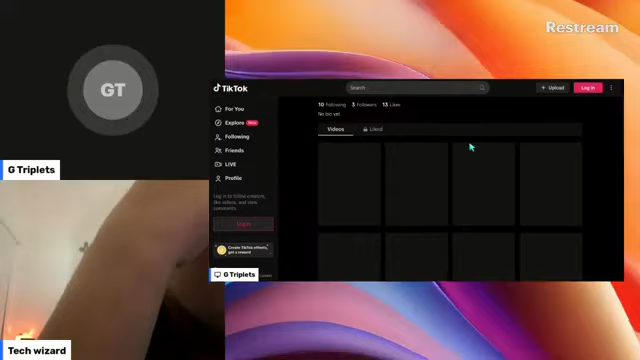 Restream
GT
G Triplets
Tech wizard
TikTok
Search
Upload
Log in
10 Following 3 Followers 13 Likes
No bio yet
Videos
Liked
For You
Explore New
Following
Friends
LIVE
Profile
Log in to follow creators,
like videos, and view
comments.
Log in
Create TikTok effects,
get a reward
G Triplets